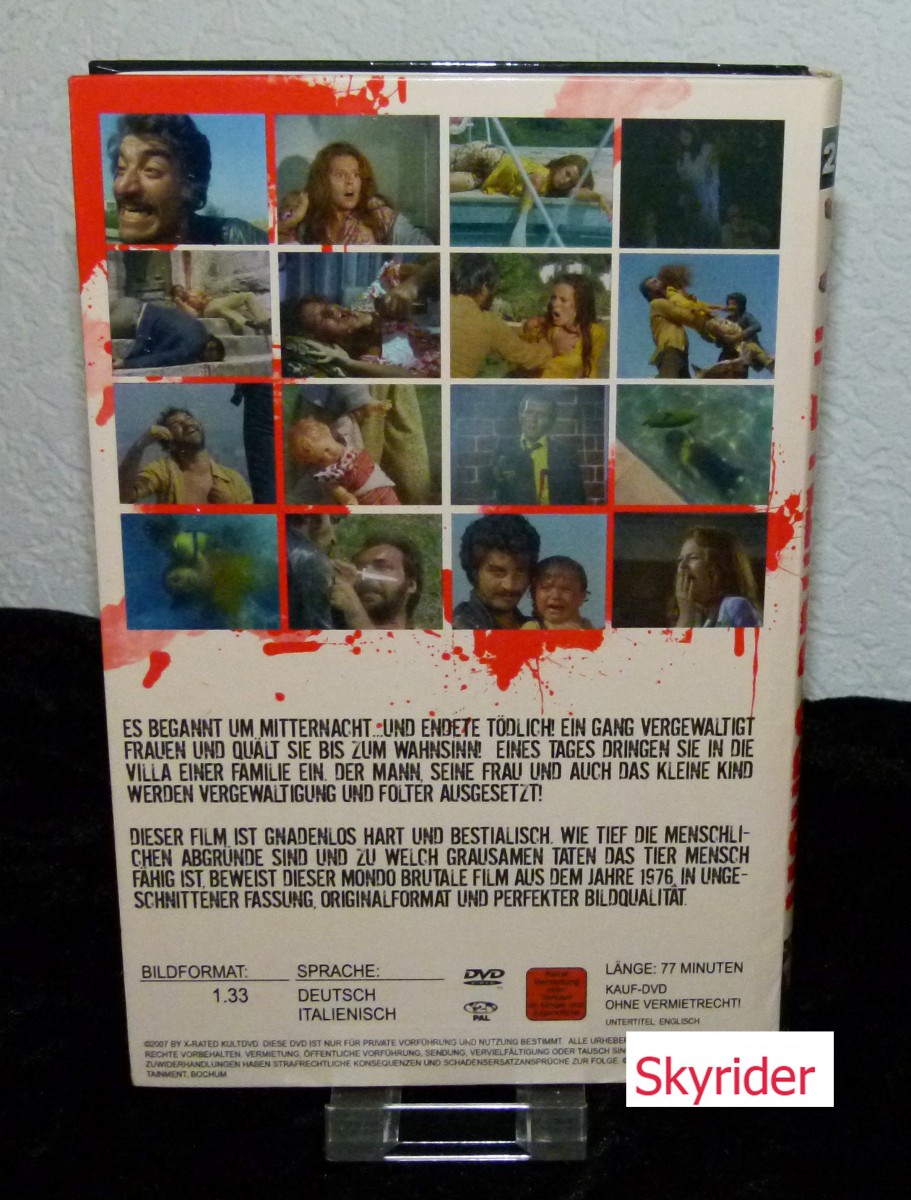 2
ES BEGANNT UM MITTERNACHT...UND ENDETE TÖDLICH! EIN GANG VERGEWALTIGT
FRAUEN UND QUÄLT SIE BIS ZUM WAHNSINN! EINES TAGES DRINGEN SIE IN DIE
VILLA EINER FAMILIE EIN. DER MANN, SEINE FRAU UND AUCH DAS KLEINE KIND
WERDEN VERGEWALTIGUNG UND FOLTER AUSGESETZT!
DIESER FILM IST GNADENLOS HART UND BESTIALISCH. WIE TIEF DIE MENSCHLI-
CHEN ABGRÜNDE SIND UND ZU WELCH GRAUSAMEN TATEN DAS TIER MENSCH
FÄHIG IST, BEWEIST DIESER MONDO BRUTALE FILM AUS DEM JAHRE 1976, IN UNGE-
SCHNITTENER FASSUNG, ORIGINALFORMAT UND PERFEKTER BILDQUALITÄT.
BILDFORMAT:
1.33
SPRACHE:
DEUTSCH
ITALIENISCH
DVD
PAL
LÄNGE: 77 MINUTEN
KAUF-DVD
OHNE VERMIETRECHT!
UNTERTITEL ENGLISCH
©2007 BY X-RATED KULTDVD. DIESE DVD IST NUR FÜR PRIVATE VORFÜHRUNG UND NUTZUNG BESTIMMT. ALLE URHEBER
RECHTE VORBEHALTEN. VERMIETUNG, ÖFFENTLICHE VORFÜHRUNG, SENDUNG, VERVIELFÄLTIGUNG ODER TAUSCH SIN
ZUWIDERHANDLUNGEN HABEN STRAFRECHTLICHE KONSEQUENZEN UND SCHADENSERSATZANSPRÜCHE ZUR FOLGE. ©
TAINMENT, BOCHUM
Skyrider